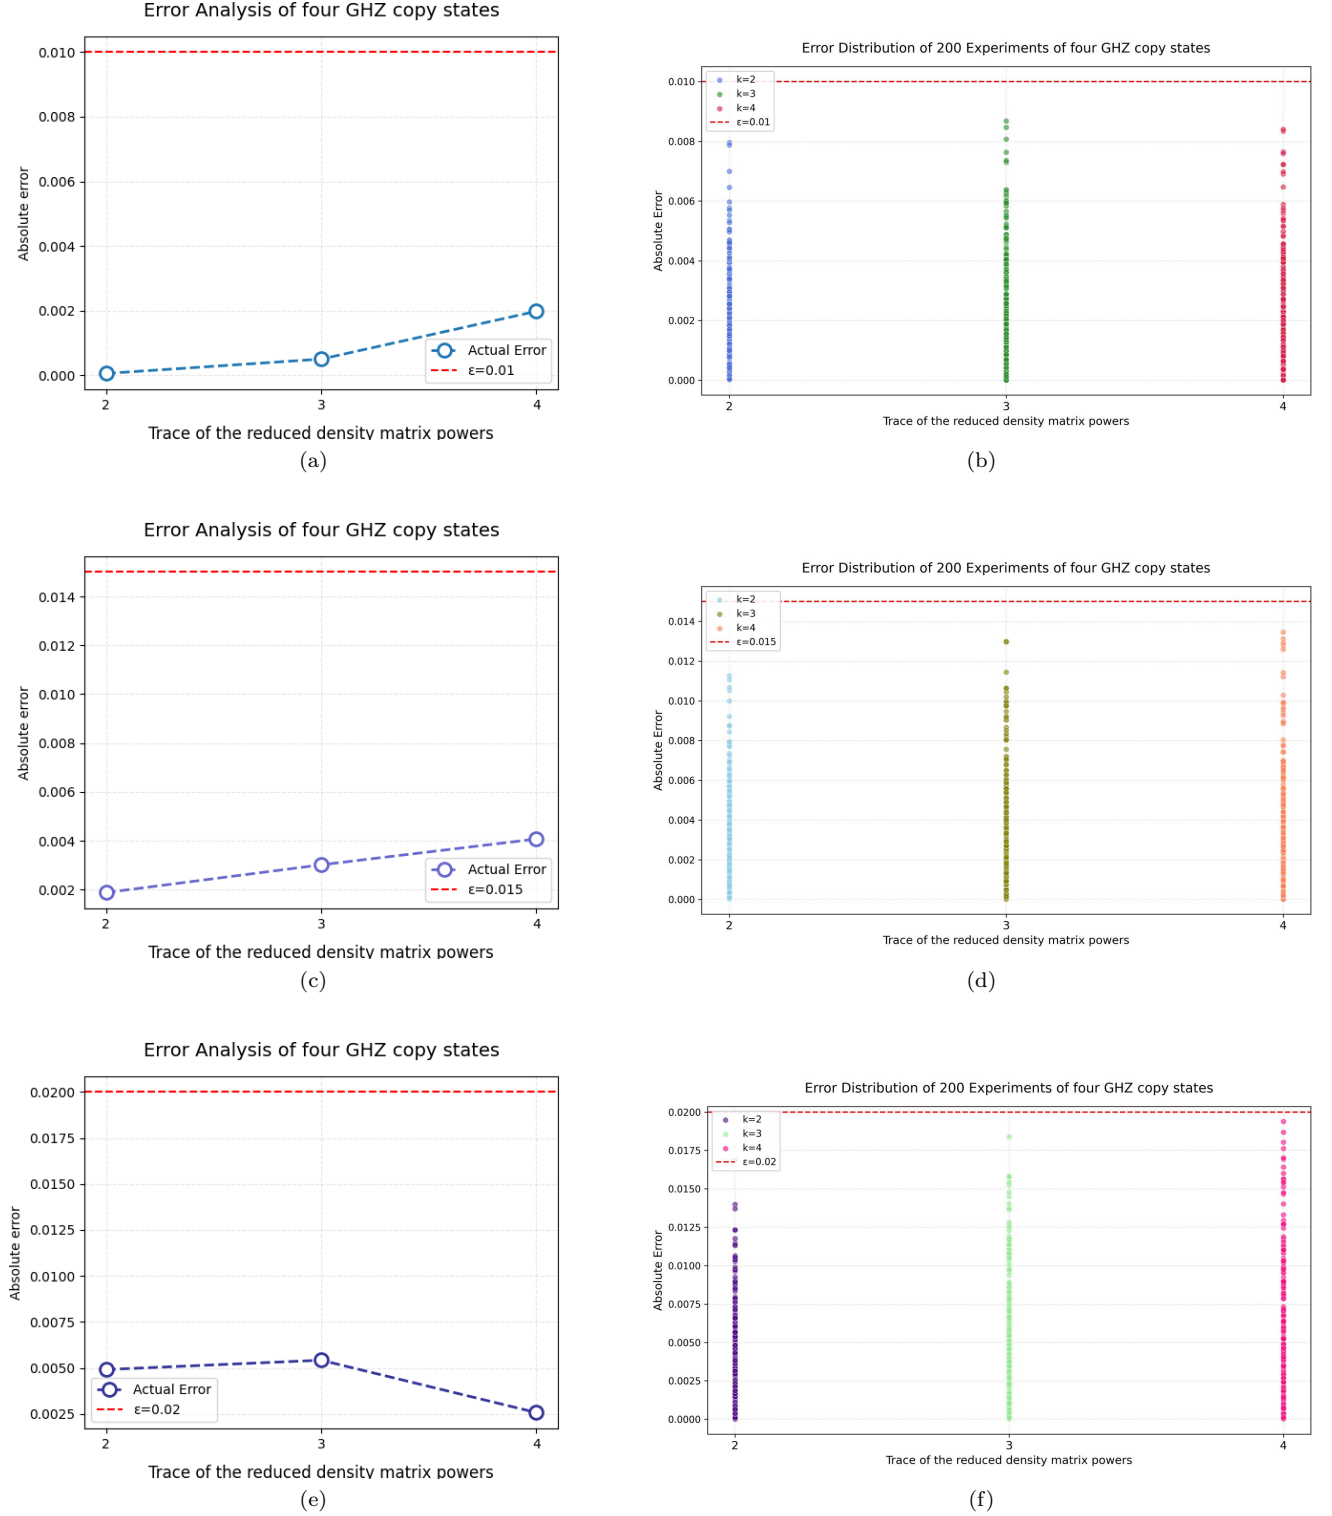 Error Analysis of four GHZ copy states
0.010
0.008
0.006
0.004
0.002
0.000
Absolute error
Actual Error
ε=0.01
2 3 4
Trace of the reduced density matrix powers
(a)
Error Distribution of 200 Experiments of four GHZ copy states
k=2
k=3
k=4
ε=0.01
0.010
0.008
0.006
0.004
0.002
0.000
Absolute Error
2 3 4
Trace of the reduced density matrix powers
(b)
Error Analysis of four GHZ copy states
0.014
0.012
0.010
0.008
0.006
0.004
0.002
Absolute error
Actual Error
ε=0.015
2 3 4
Trace of the reduced density matrix powers
(c)
Error Distribution of 200 Experiments of four GHZ copy states
k=2
k=3
k=4
ε=0.015
0.014
0.012
0.010
0.008
0.006
0.004
0.002
0.000
Absolute Error
2 3 4
Trace of the reduced density matrix powers
(d)
Error Analysis of four GHZ copy states
0.0200
0.0175
0.0150
0.0125
0.0100
0.0075
0.0050
0.0025
Absolute error
Actual Error
ε=0.02
2 3 4
Trace of the reduced density matrix powers
(e)
Error Distribution of 200 Experiments of four GHZ copy states
k=2
k=3
k=4
ε=0.02
0.0200
0.0175
0.0150
0.0125
0.0100
0.0075
0.0050
0.0025
0.0000
Absolute Error
2 3 4
Trace of the reduced density matrix powers
(f)